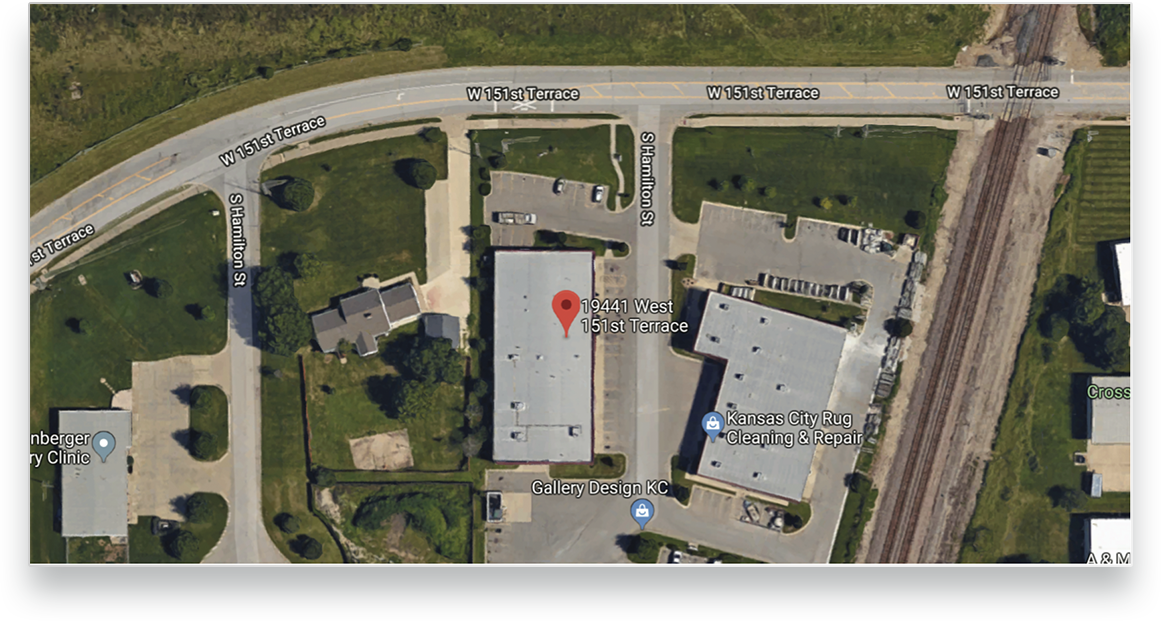 W 151st Terrace
W 151st Terrace
W 151st Terrace
W 151st Terrace
S Hamilton St
S Hamilton St
st Terrace
19441 West
151st Terrace
Cross
Kansas City Rug
Cleaning & Repair
nberger
ry Clinic
Gallery Design KC
A & M